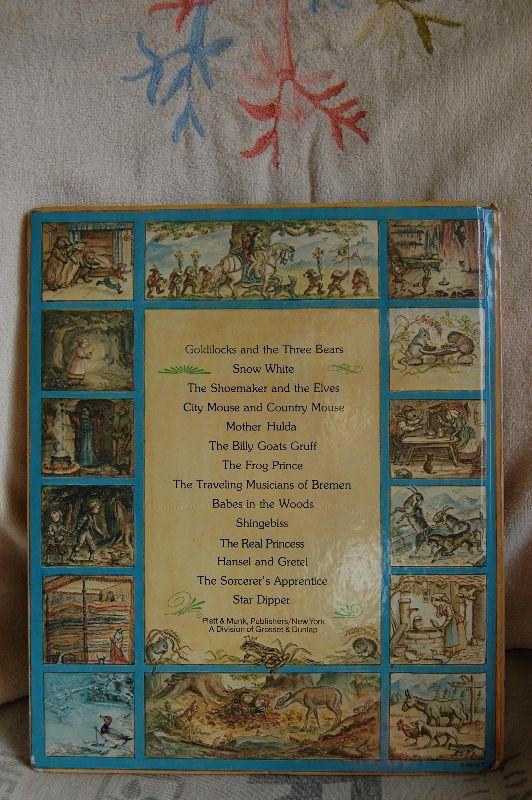 Goldilocks and the Three Bears
Snow White
The Shoemaker and the Elves
City Mouse and Country Mouse
Mother Hulda
The Billy Goats Gruff
The Frog Prince
The Traveling Musicians of Bremen
Babes in the Woods
Shingebiss
The Real Princess
Hansel and Gretel
The Sorcerer's Apprentice
Star Dipper
Platt & Munk, Publishers/New York
A Division of Grosset & Dunlap